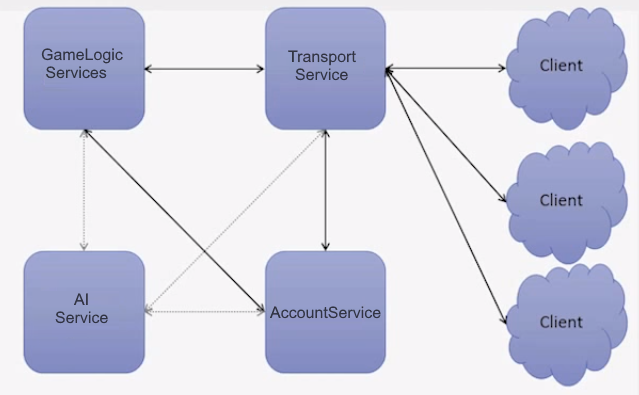 GameLogic
Services
Transport
Service
Client
Client
AI
Service
AccountService
Client